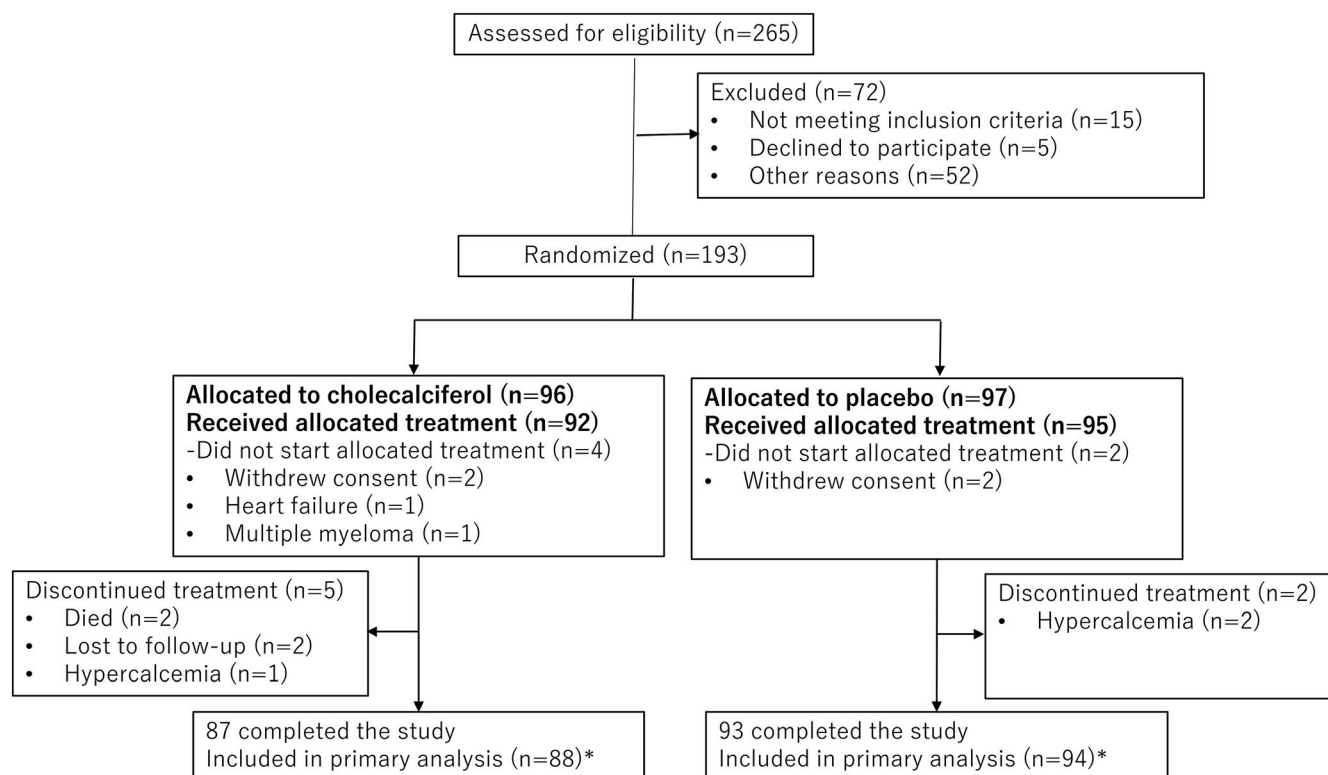 Assessed for eligibility (n=265)
Excluded (n=72)
• Not meeting inclusion criteria (n=15)
• Declined to participate (n=5)
• Other reasons (n=52)
Randomized (n=193)
Allocated to cholecalciferol (n=96)
Received allocated treatment (n=92)
-Did not start allocated treatment (n=4)
• Withdrew consent (n=2)
• Heart failure (n=1)
• Multiple myeloma (n=1)
Allocated to placebo (n=97)
Received allocated treatment (n=95)
-Did not start allocated treatment (n=2)
• Withdrew consent (n=2)
Discontinued treatment (n=5)
• Died (n=2)
• Lost to follow-up (n=2)
• Hypercalcemia (n=1)
Discontinued treatment (n=2)
• Hypercalcemia (n=2)
87 completed the study
Included in primary analysis (n=88)*
93 completed the study
Included in primary analysis (n=94)*